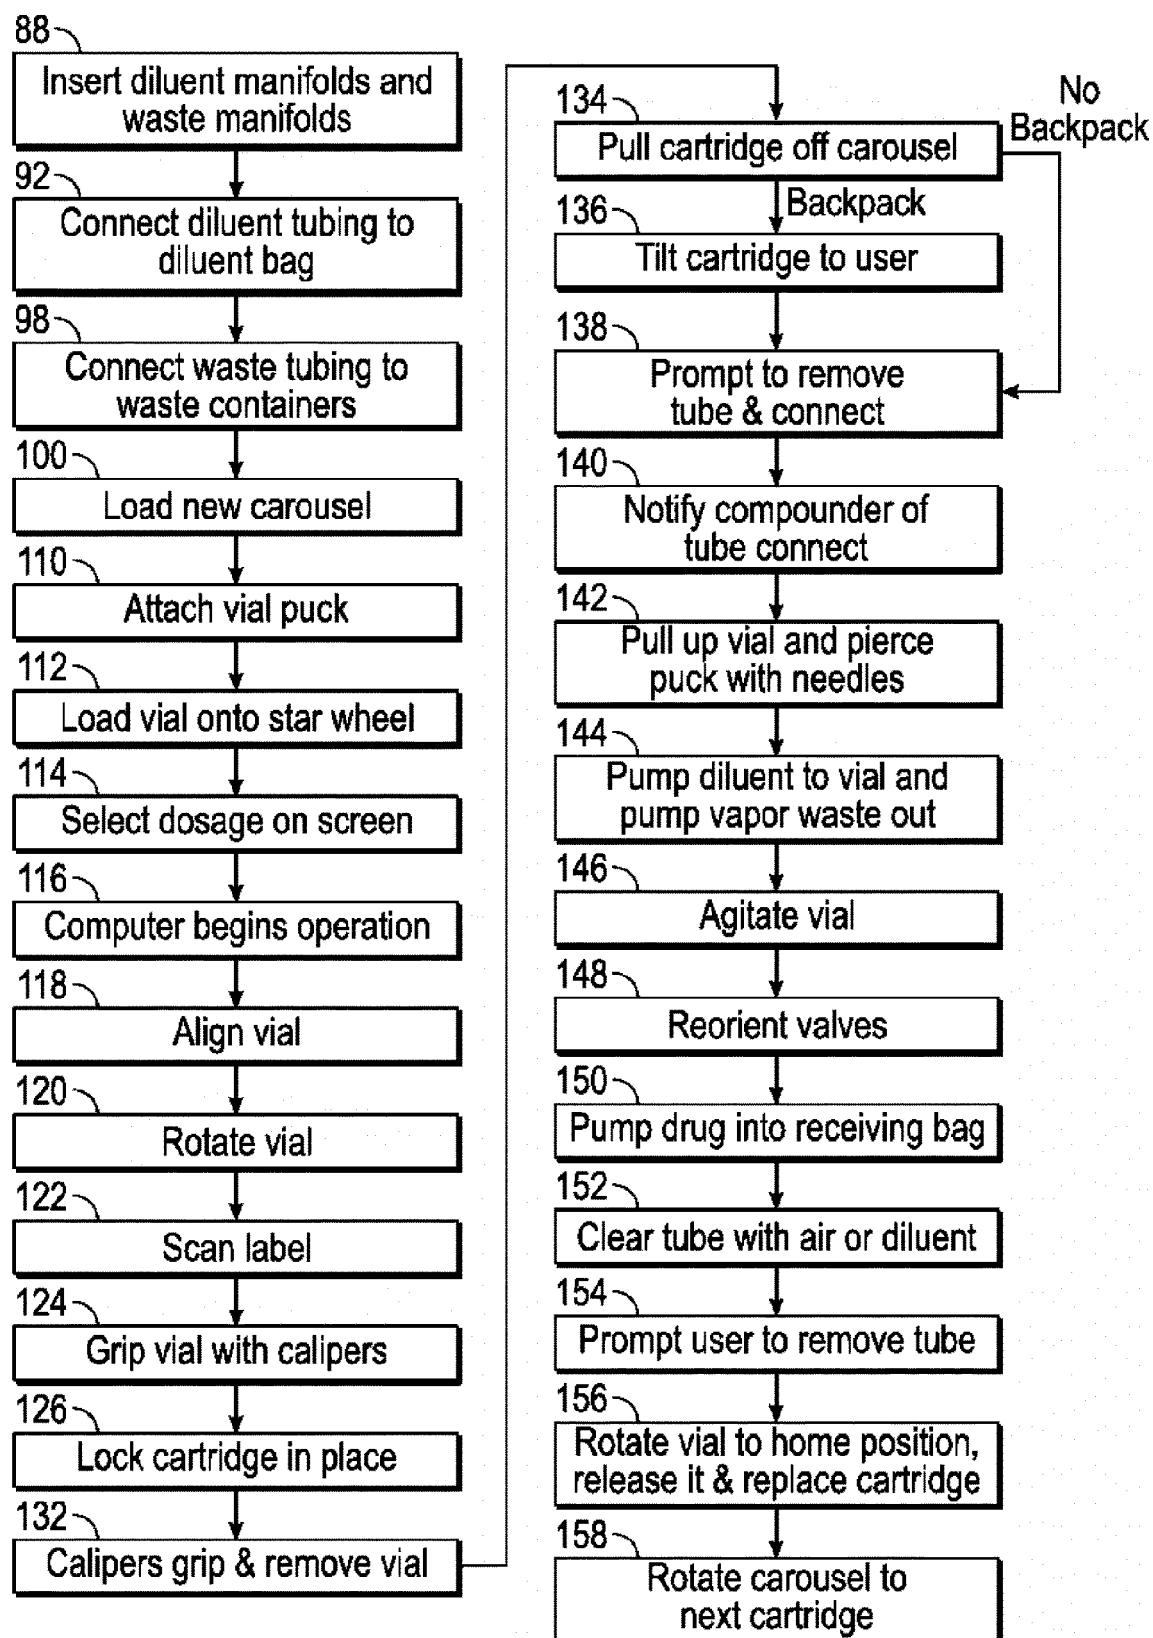 88
Insert diluent manifolds and
waste manifolds
92
Connect diluent tubing to
diluent bag
98
Connect waste tubing to
waste containers
100
Load new carousel
110
Attach vial puck
112
Load vial onto star wheel
114
Select dosage on screen
116
Computer begins operation
118
Align vial
120
Rotate vial
122
Scan label
124
Grip vial with calipers
126
Lock cartridge in place
132
Calipers grip & remove vial
134
Pull cartridge off carousel
No
Backpack
Backpack
136
Tilt cartridge to user
138
Prompt to remove
tube & connect
140
Notify compounder of
tube connect
142
Pull up vial and pierce
puck with needles
144
Pump diluent to vial and
pump vapor waste out
146
Agitate vial
148
Reorient valves
150
Pump drug into receiving bag
152
Clear tube with air or diluent
154
Prompt user to remove tube
156
Rotate vial to home position,
release it & replace cartridge
158
Rotate carousel to
next cartridge